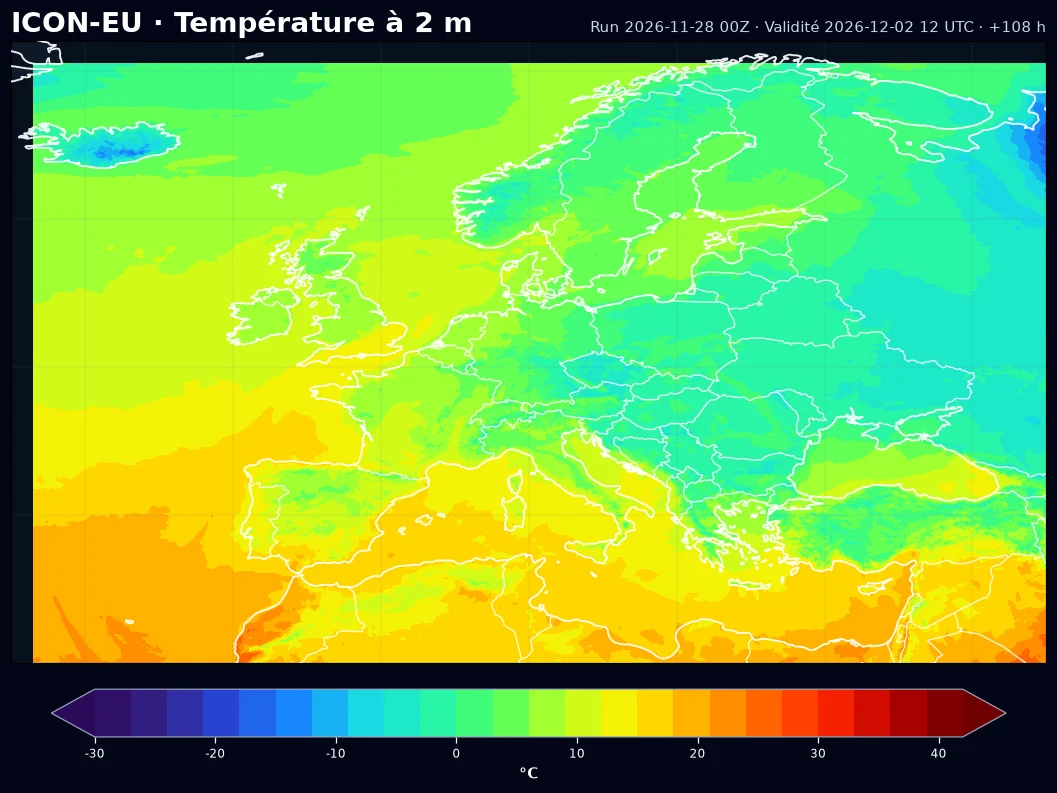 ICON-EU · Température à 2 m
Run 2026-11-28 00Z · Validité 2026-12-02 12 UTC · +108 h
-30 -20 -10 0 10 20 30 40
°C